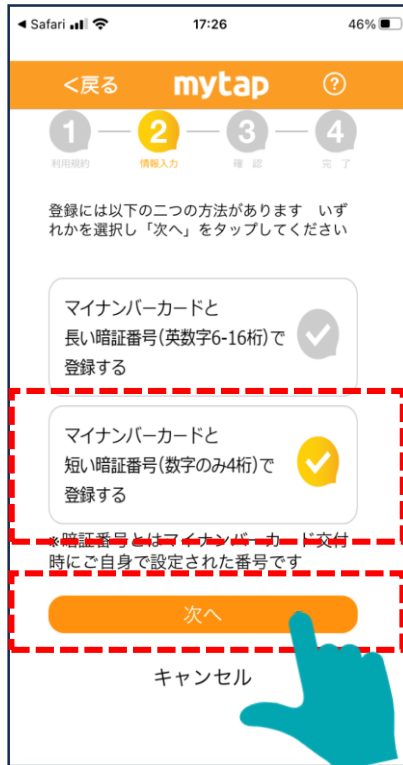 ◀ Safari 17:26 46%
<戻る mytap ?
1 2 3 4
利用規約 情報入力 確認 完了
登録には以下の二つの方法があります いず
れかを選択し「次へ」をタップしてください
マイナンバーカードと
長い暗証番号(英数字6-16桁)で
登録する
マイナンバーカードと
短い暗証番号(数字のみ4桁)で
登録する
※暗証番号とはマイナンバーカード交付
時にご自身で設定された番号です
次へ
キャンセル